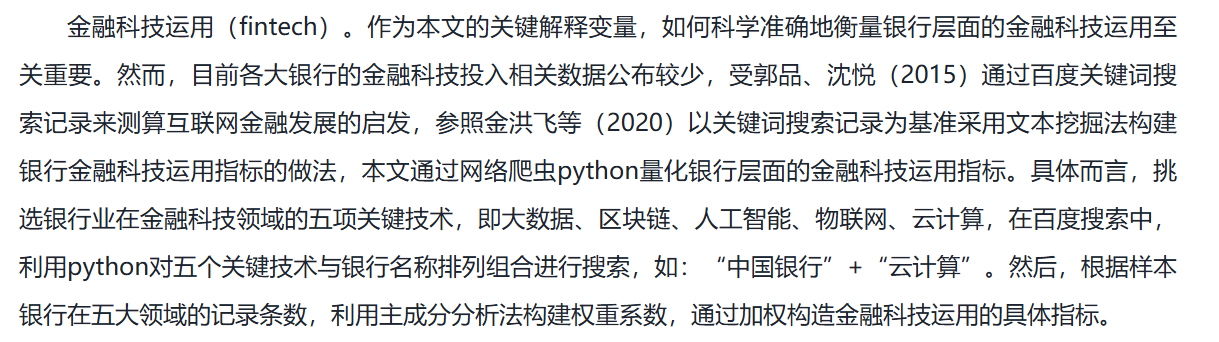 金融科技运用（fintech）。作为本文的关键解释变量，如何科学准确地衡量银行层面的金融科技运用至
关重要。然而，目前各大银行的金融科技投入相关数据公布较少，受郭品、沈悦（2015）通过百度关键词搜
索记录来测算互联网金融发展的启发，参照金洪飞等（2020）以关键词搜索记录为基准采用文本挖掘法构建
银行金融科技运用指标的做法，本文通过网络爬虫python量化银行层面的金融科技运用指标。具体而言，挑
选银行业在金融科技领域的五项关键技术，即大数据、区块链、人工智能、物联网、云计算，在百度搜索中，
利用python对五个关键技术与银行名称排列组合进行搜索，如：“中国银行”+“云计算”。然后，根据样本
银行在五大领域的记录条数，利用主成分分析法构建权重系数，通过加权构造金融科技运用的具体指标。